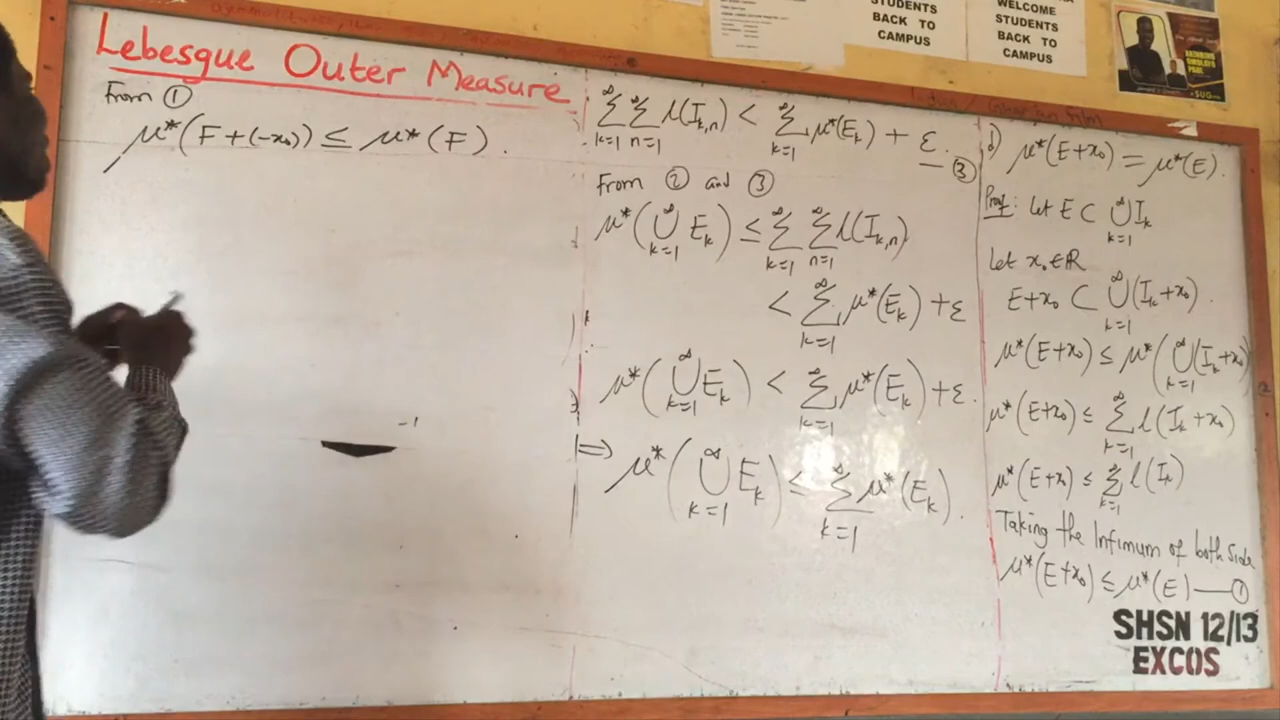 STUDENTS
BACK TO
CAMPUS
WELCOME
STUDENTS
BACK TO
CAMPUS
SUG
Lebesgue Outer Measure
From ①
μ*(F+(-x₀)) ≤ μ*(F).
∞∑k=1 ∞∑n=1 l(I_{k,n}) < ∞∑k=1 μ*(E_k) + ε. — ③
From ② and ③
μ*(∞⋃k=1 E_k) ≤ ∞∑k=1 ∞∑n=1 l(I_{k,n})
< ∞∑k=1 μ*(E_k) + ε
μ*(∞⋃k=1 E_k) < ∞∑k=1 μ*(E_k) + ε.
⟹ μ*(∞⋃k=1 E_k) ≤ ∞∑k=1 μ*(E_k).
d) μ*(E+x₀) = μ*(E).
Proof: let E ⊂ ∞⋃k=1 I_k
Let x₀ ∈ ℝ
E+x₀ ⊂ ∞⋃k=1 (I_k+x₀).
μ*(E+x₀) ≤ μ*(∞⋃k=1 (I_k+x₀)
μ*(E+x₀) ≤ ∞∑k=1 l(I_k+x₀)
μ*(E+x₀) ≤ ∞∑k=1 l(I_k)
Taking the Infimum of both Side
μ*(E+x₀) ≤ μ*(E) — ①
SHSN 12/13
EXCOS